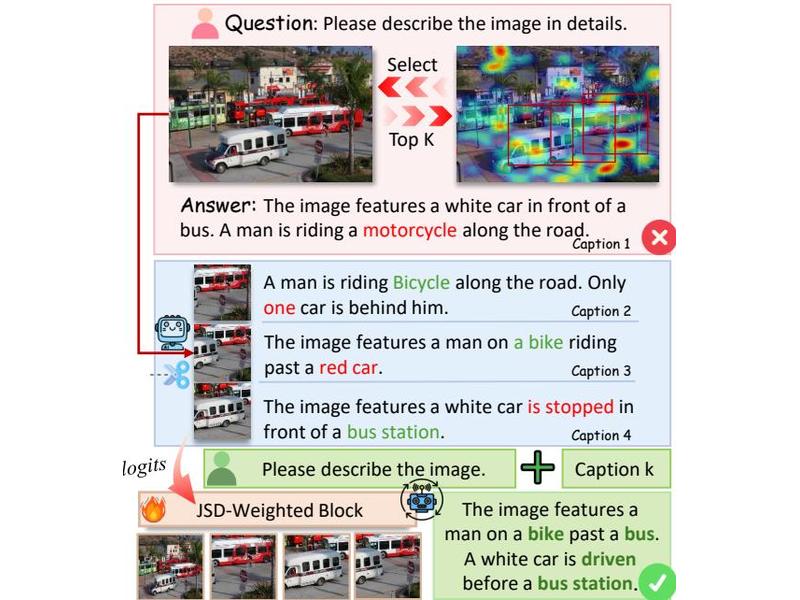 Question: Please describe the image in details.
Select
Top K
Answer: The image features a white car in front of a
bus. A man is riding a motorcycle along the road.
Caption 1
A man is riding Bicycle along the road. Only
one car is behind him.
Caption 2
The image features a man on a bike riding
past a red car.
Caption 3
The image features a white car is stopped in
front of a bus station.
Caption 4
logits
Please describe the image.
Caption k
JSD-Weighted Block
The image features a
man on a bike past a bus.
A white car is driven
before a bus station.